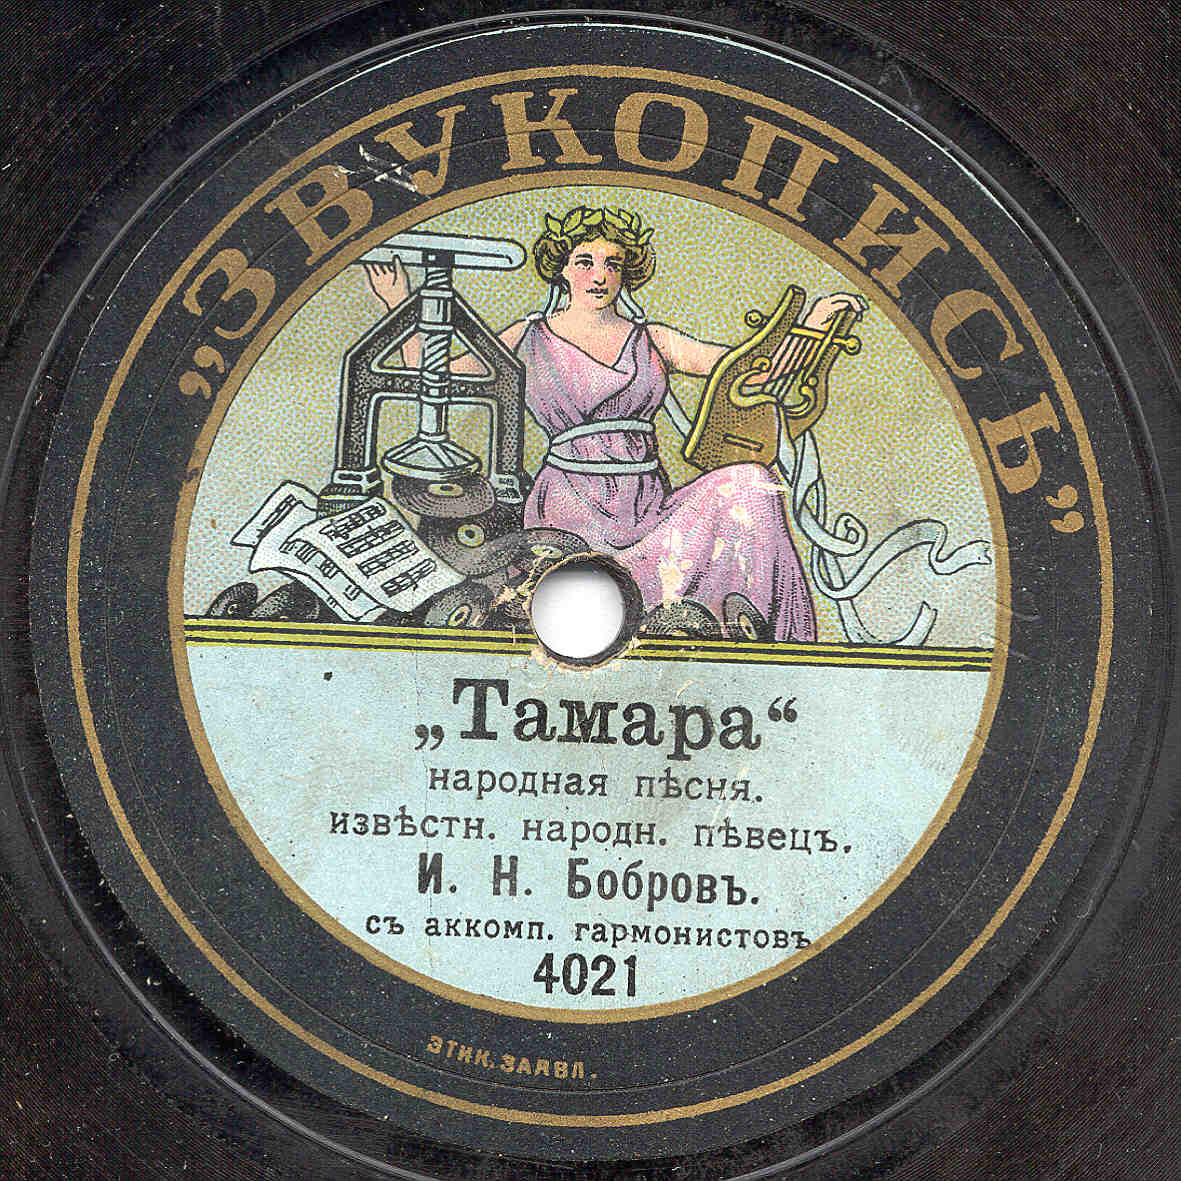 „ЗВУКОПИСЬ”
„Тамара“
народная пѣсня.
извѣстн. народн. пѣвецъ.
И. Н. Бобровъ.
съ аккомп. гармонистовъ
4021
ЭТИК. ЗАЯВЛ.